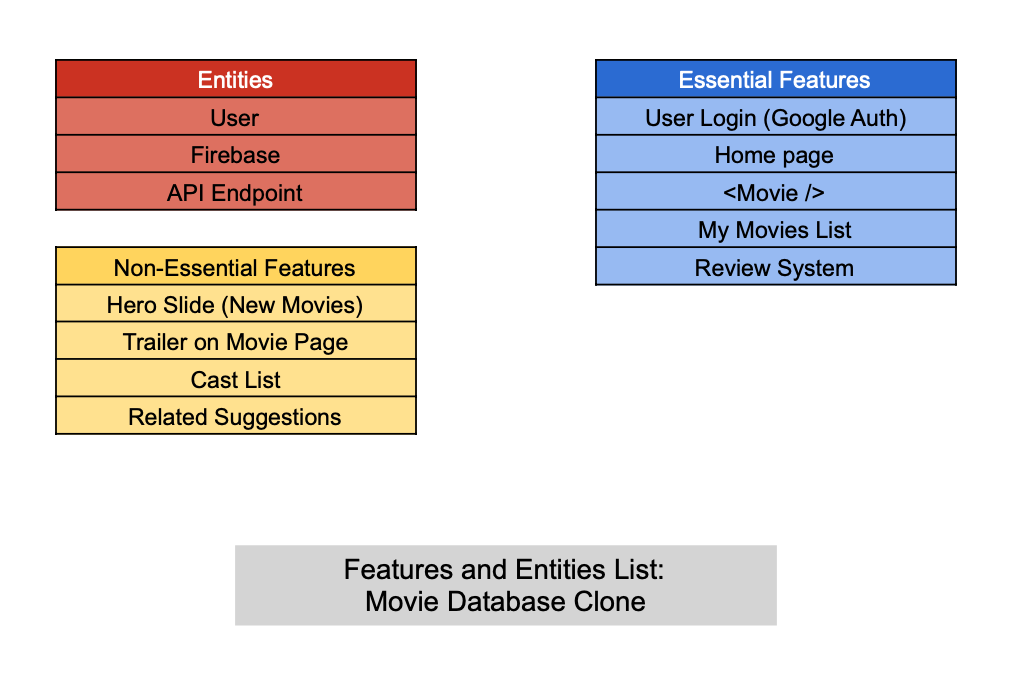 Entities
User
Firebase
API Endpoint
Non-Essential Features
Hero Slide (New Movies)
Trailer on Movie Page
Cast List
Related Suggestions
Essential Features
User Login (Google Auth)
Home page
<Movie />
My Movies List
Review System
Features and Entities List:
Movie Database Clone